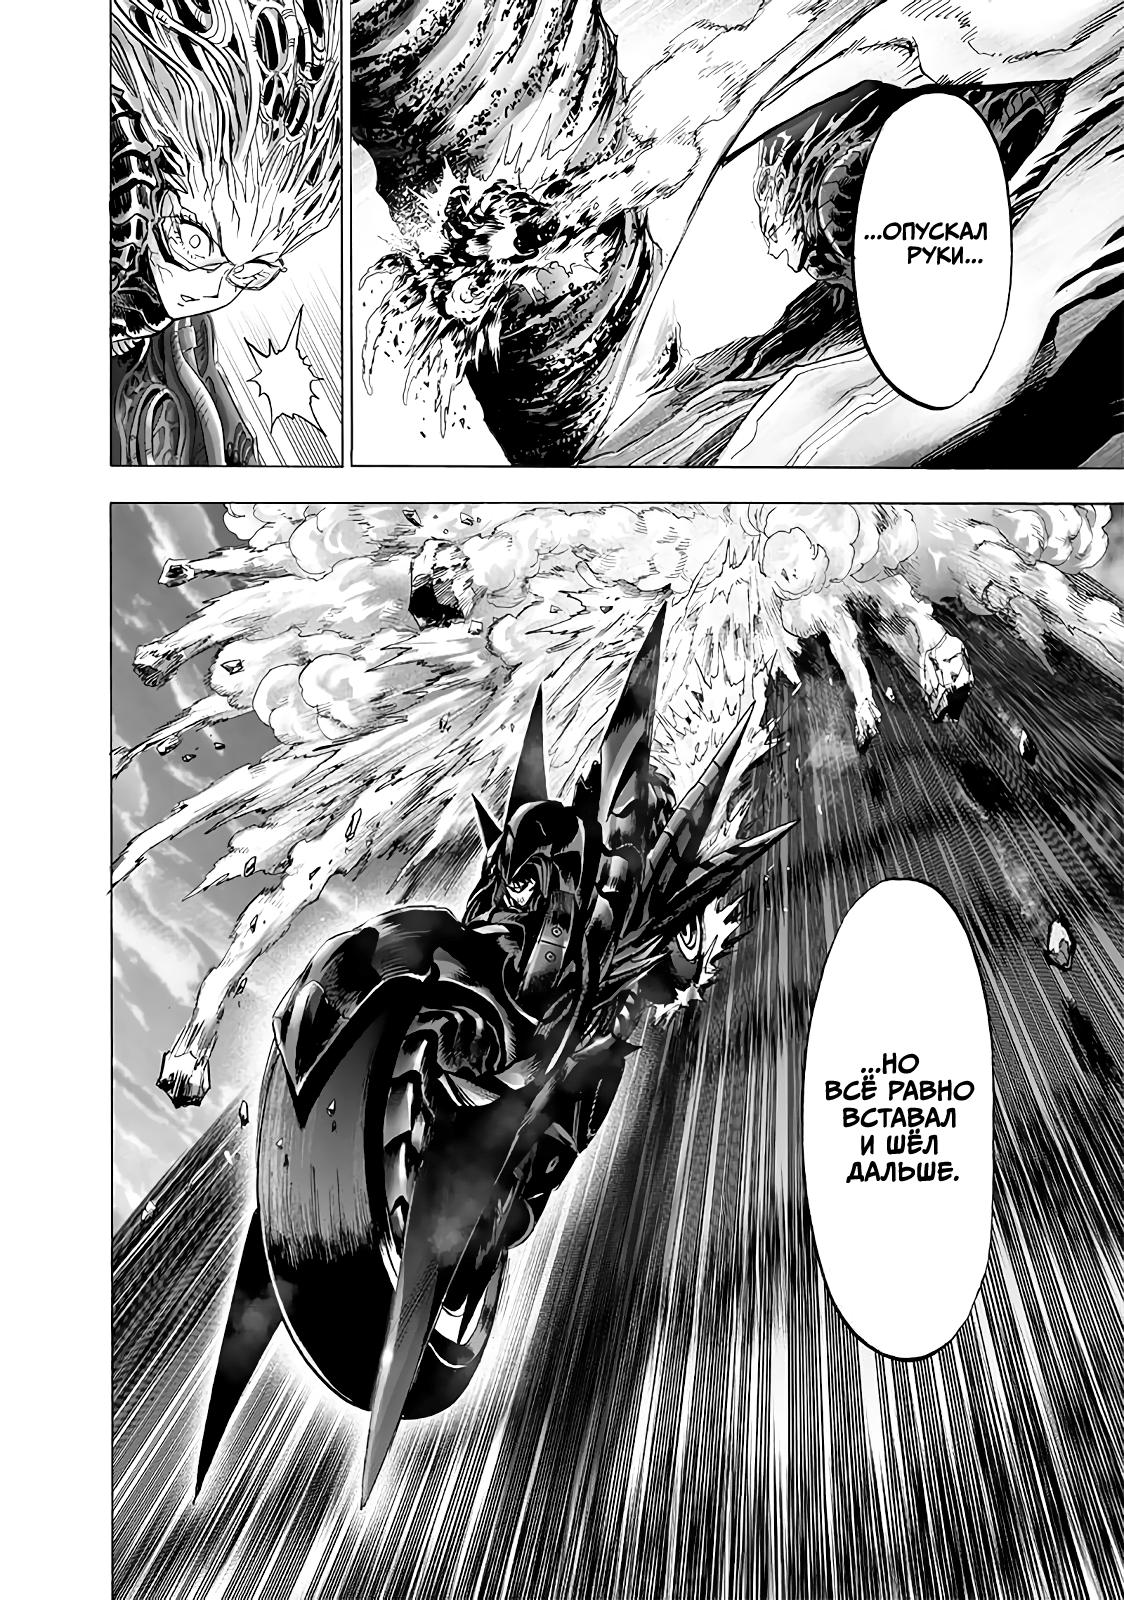 ...ОПУСКАЛ
РУКИ...
...НО
ВСЁ РАВНО
ВСТАВАЛ
И ШЁЛ
ДАЛЬШЕ.